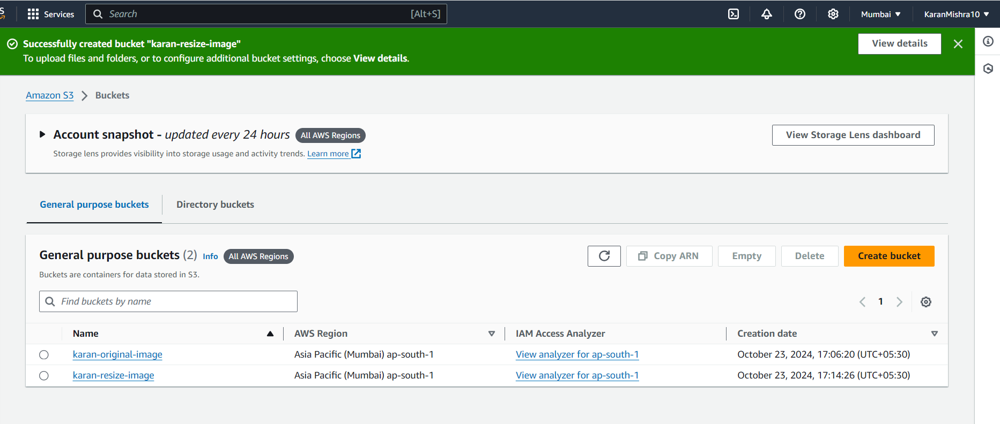 Services
Search [Alt+S]
Mumbai
KaranMishra10
Successfully created bucket "karan-resize-image"
To upload files and folders, or to configure additional bucket settings, choose View details.
View details
Amazon S3 Buckets
Account snapshot - updated every 24 hours All AWS Regions
Storage lens provides visibility into storage usage and activity trends. Learn more
View Storage Lens dashboard
General purpose buckets
Directory buckets
General purpose buckets (2) Info All AWS Regions
Buckets are containers for data stored in S3.
Copy ARN
Empty
Delete
Create bucket
Find buckets by name
1
Name AWS Region IAM Access Analyzer Creation date
karan-original-image Asia Pacific (Mumbai) ap-south-1 View analyzer for ap-south-1 October 23, 2024, 17:06:20 (UTC+05:30)
karan-resize-image Asia Pacific (Mumbai) ap-south-1 View analyzer for ap-south-1 October 23, 2024, 17:14:26 (UTC+05:30)